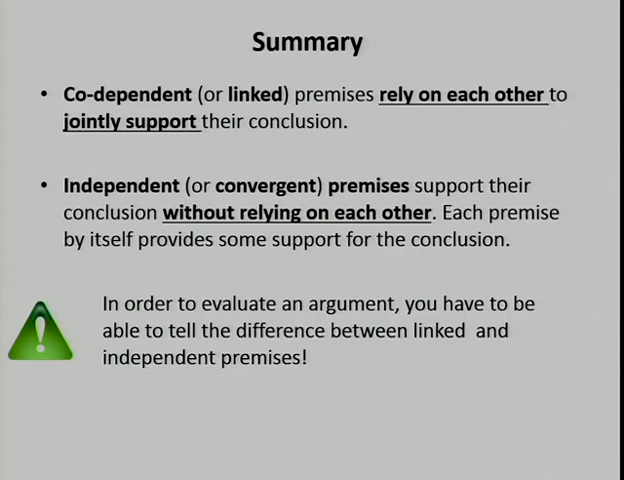 Summary
• Co-dependent (or linked) premises rely on each other to
jointly support their conclusion.
• Independent (or convergent) premises support their
conclusion without relying on each other. Each premise
by itself provides some support for the conclusion.
In order to evaluate an argument, you have to be
able to tell the difference between linked and
independent premises!